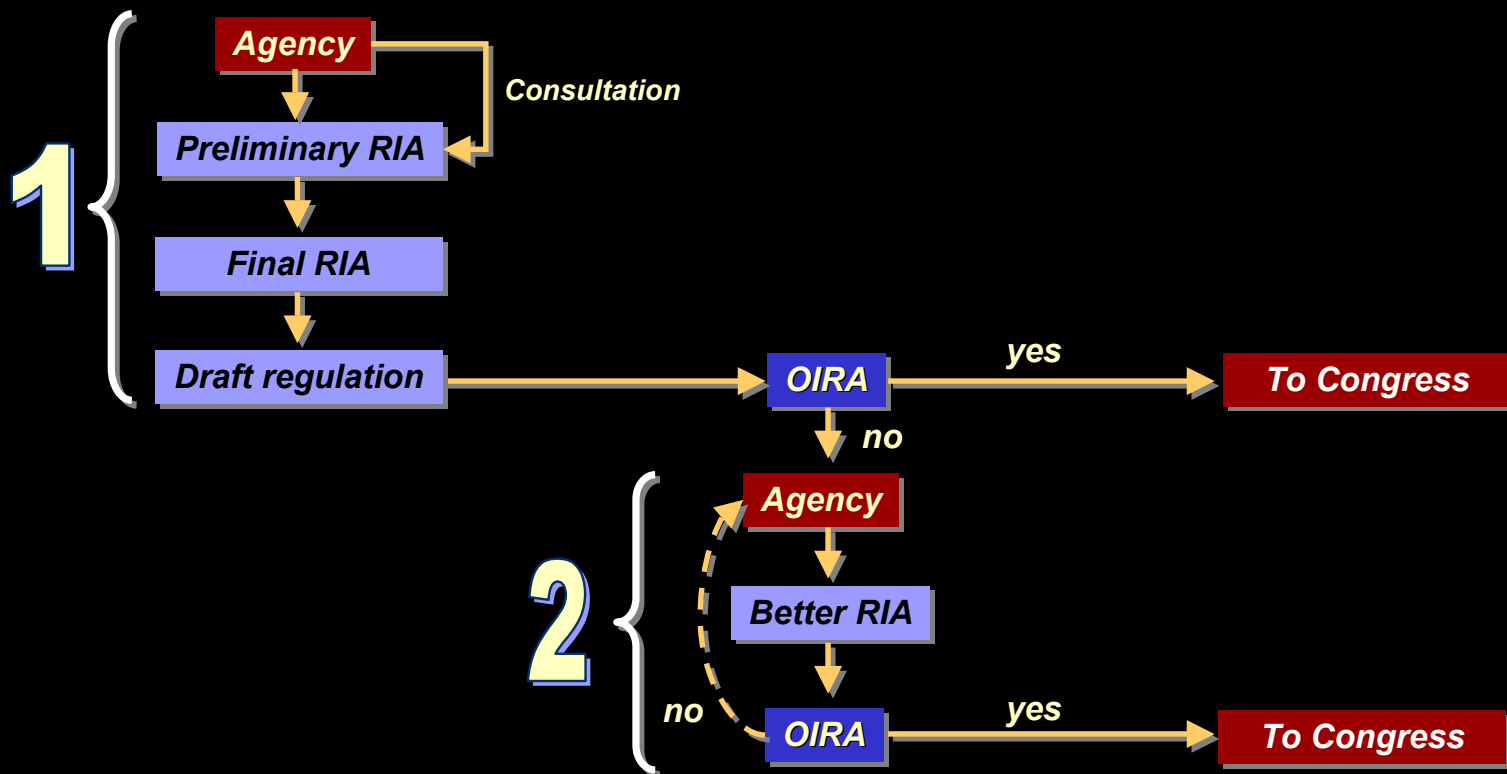 1
Agency
Consultation
Preliminary RIA
Final RIA
Draft regulation
OIRA
yes
To Congress
no
2
Agency
Better RIA
no
OIRA
yes
To Congress